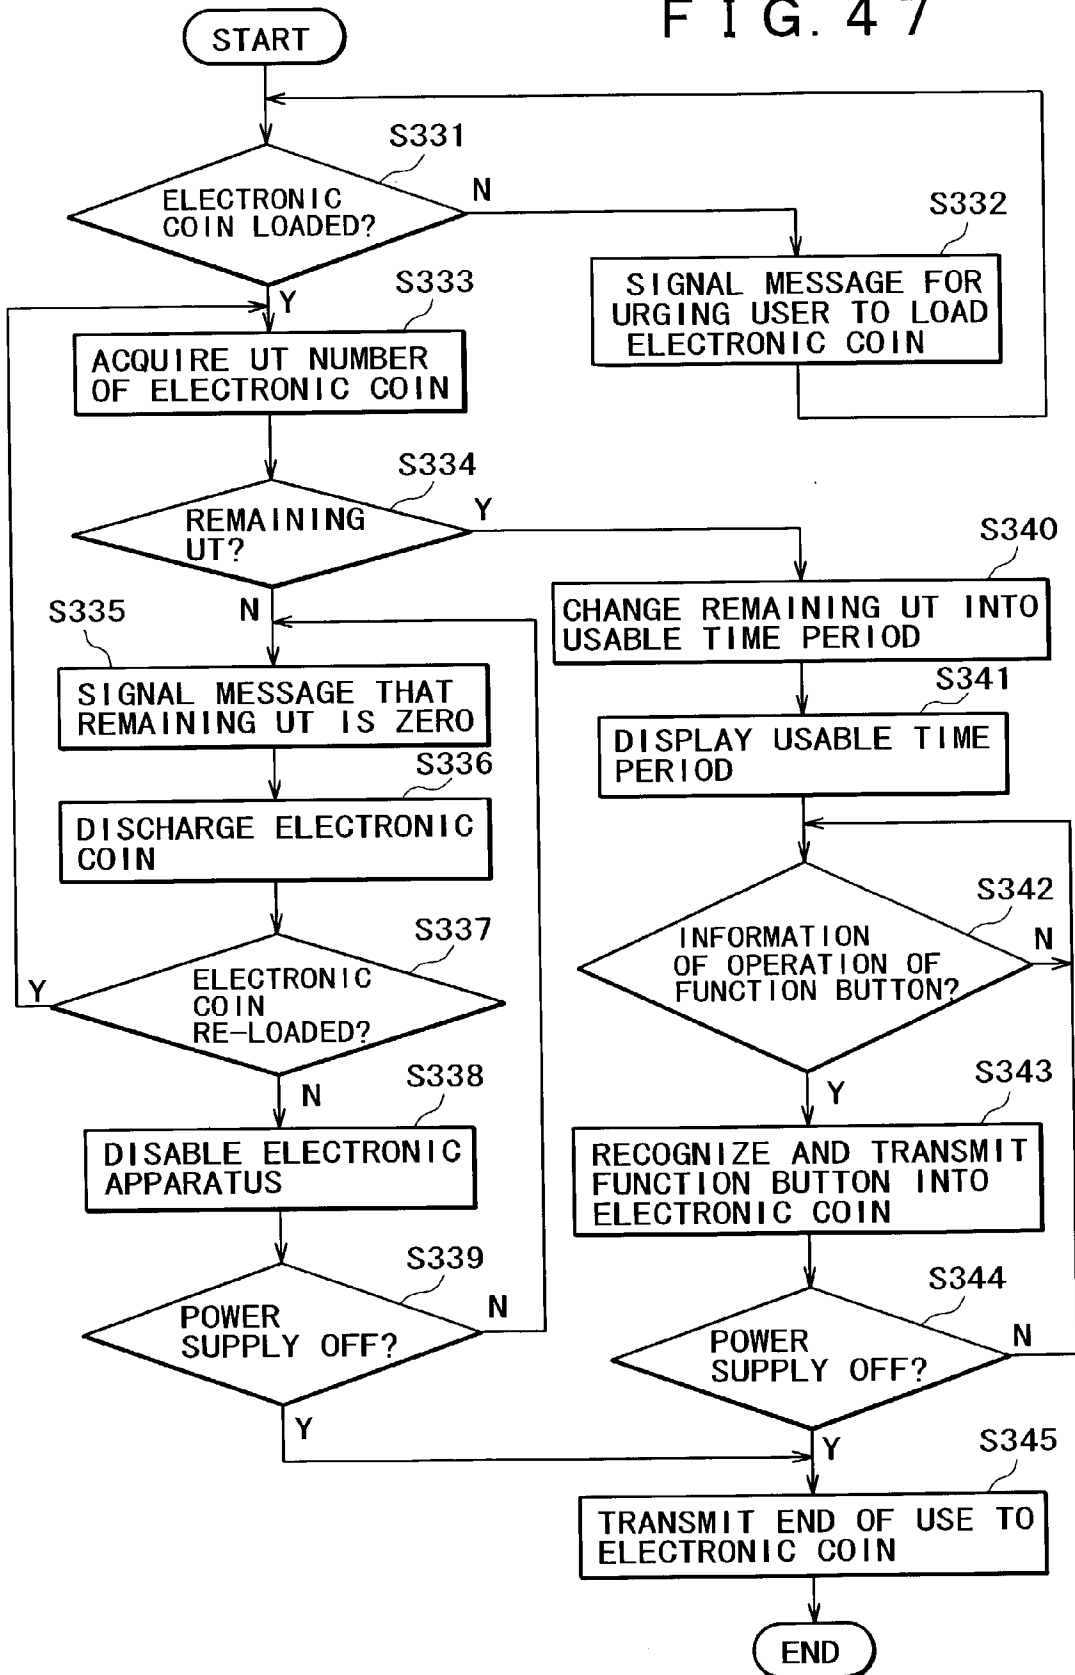 FIG. 47
START
S331
ELECTRONIC
COIN LOADED?
N
S332
SIGNAL MESSAGE FOR
URGING USER TO LOAD
ELECTRONIC COIN
Y
S333
ACQUIRE UT NUMBER
OF ELECTRONIC COIN
S334
REMAINING
UT?
Y
N
S335
SIGNAL MESSAGE THAT
REMAINING UT IS ZERO
S336
DISCHARGE ELECTRONIC
COIN
S337
ELECTRONIC
COIN
RE-LOADED?
Y
N
S338
DISABLE ELECTRONIC
APPARATUS
S339
POWER
SUPPLY OFF?
N
Y
S340
CHANGE REMAINING UT INTO
USABLE TIME PERIOD
S341
DISPLAY USABLE TIME
PERIOD
S342
INFORMATION
OF OPERATION OF
FUNCTION BUTTON?
N
Y
S343
RECOGNIZE AND TRANSMIT
FUNCTION BUTTON INTO
ELECTRONIC COIN
S344
POWER
SUPPLY OFF?
N
Y
S345
TRANSMIT END OF USE TO
ELECTRONIC COIN
END